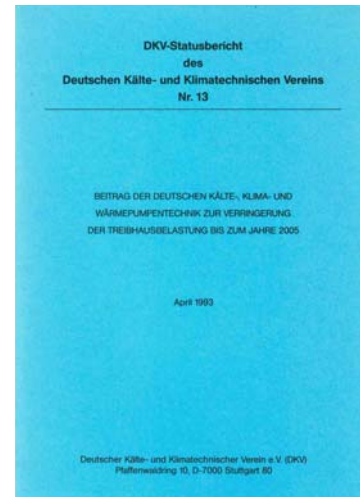 DKV-Statusbericht
des
Deutschen Kälte- und Klimatechnischen Vereins
Nr. 13
BEITRAG DER DEUTSCHEN KÄLTE-, KLIMA- UND
WÄRMEPUMPENTECHNIK ZUR VERRINGERUNG
DER TREIBHAUSBELASTUNG BIS ZUM JAHRE 2005
April 1993
Deutscher Kälte- und Klimatechnischer Verein e.V. (DKV)
Pfaffenwaldring 10, D-7000 Stuttgart 80